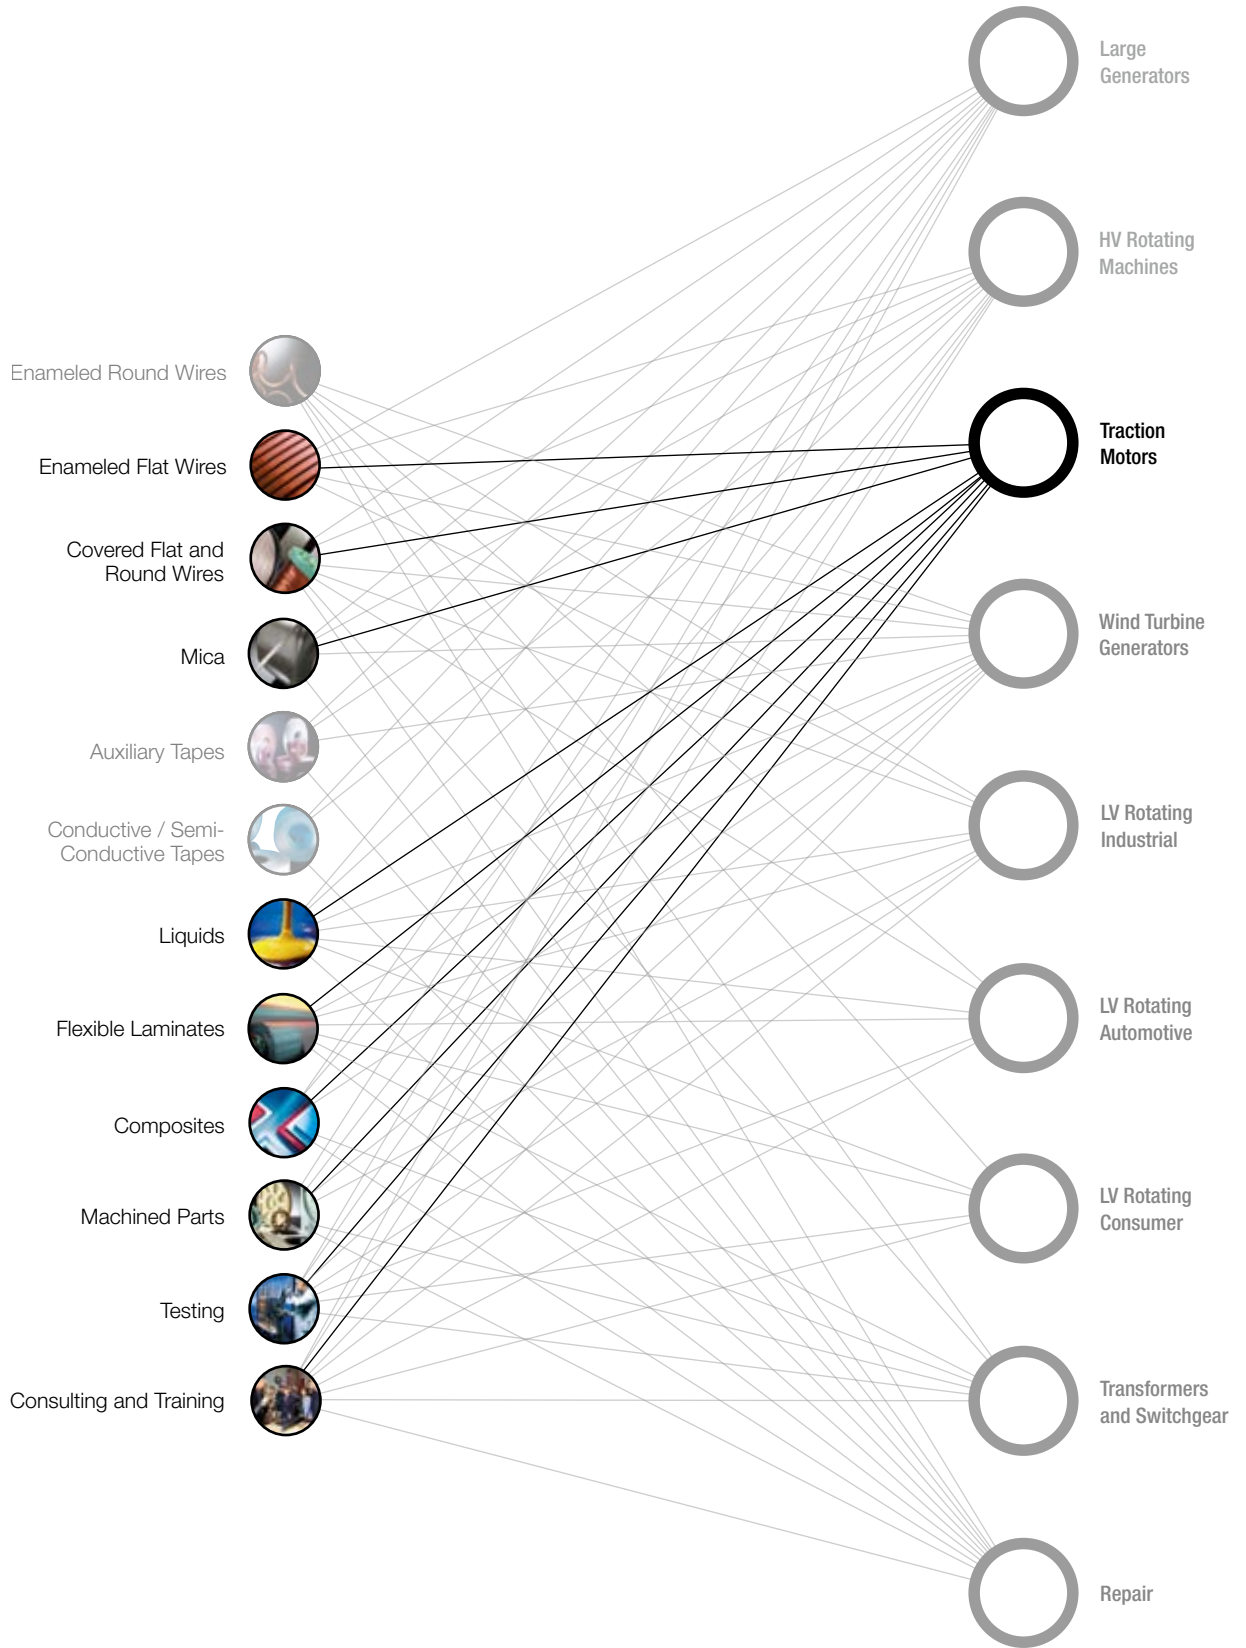 Large
Generators
HV Rotating
Machines
Enameled Round Wires
Enameled Flat Wires
Traction
Motors
Covered Flat and
Round Wires
Mica
Wind Turbine
Generators
Auxiliary Tapes
Conductive / Semi-
Conductive Tapes
LV Rotating
Industrial
Liquids
Flexible Laminates
LV Rotating
Automotive
Composites
Machined Parts
LV Rotating
Consumer
Testing
Consulting and Training
Transformers
and Switchgear
Repair